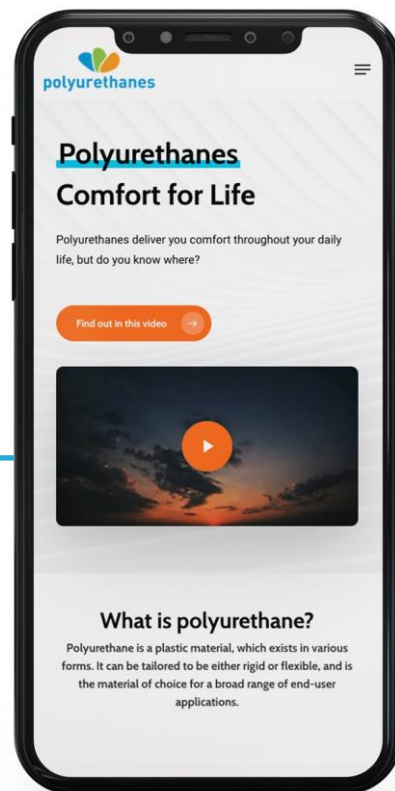 polyurethanes
Polyurethanes
Comfort for Life
Polyurethanes deliver you comfort throughout your daily
life, but do you know where?
Find out in this video
What is polyurethane?
Polyurethane is a plastic material, which exists in various
forms. It can be tailored to be either rigid or flexible, and is
the material of choice for a broad range of end-user
applications.